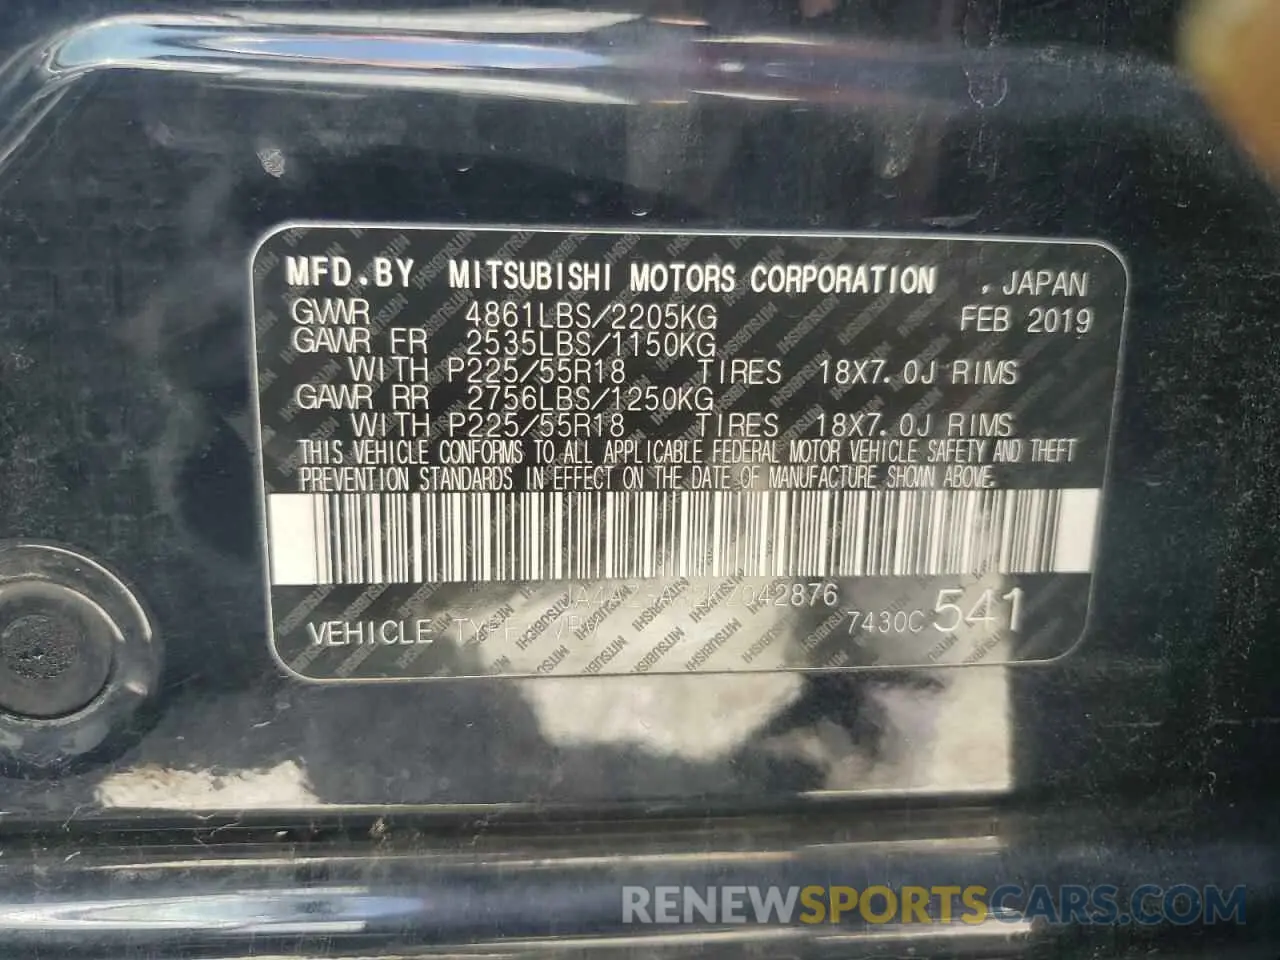 MFD.BY MITSUBISHI MOTORS CORPORATION , JAPAN
GWWR 4861LBS/2205KG FEB 2019
GAWR FR 2535LBS/1150KG
WITH P225/55R18 TIRES 18X7.0J RIMS
GAWR RR 2756LBS/1250KG
WITH P225/55R18 TIRES 18X7.0J RIMS
THIS VEHICLE CONFORMS TO ALL APPLICABLE FEDERAL MOTOR VEHICLE SAFETY AND THEFT
PREVENTION STANDARDS IN EFFECT ON THE DATE OF MANUFACTURE SHOWN ABOVE.
VEHICLE TYPE: 7430C 541
RENEWSPORTSCARS.COM